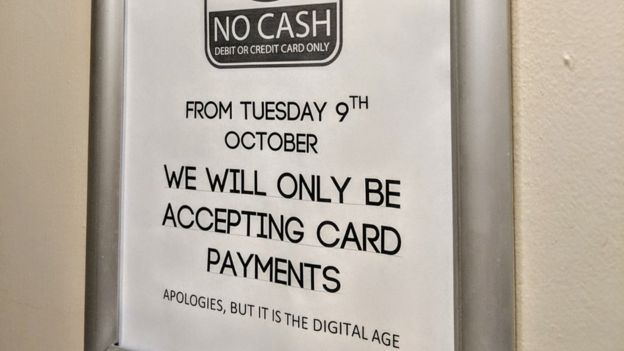 NO CASH
DEBIT OR CREDIT CARD ONLY
FROM TUESDAY 9TH
OCTOBER
WE WILL ONLY BE
ACCEPTING CARD
PAYMENTS
APOLOGIES, BUT IT IS THE DIGITAL AGE